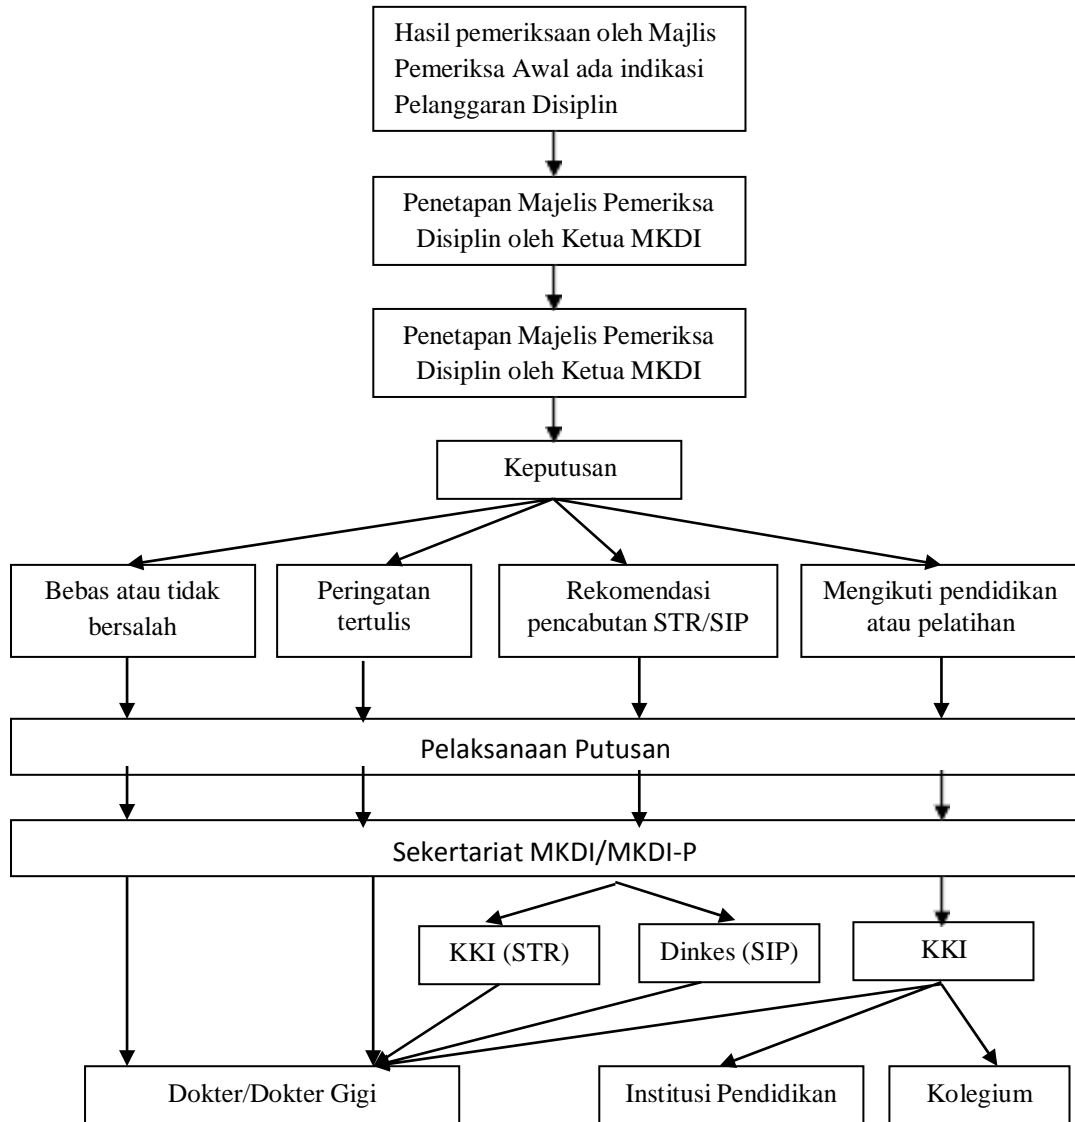 Hasil pemeriksaan oleh Majlis
Pemeriksa Awal ada indikasi
Pelanggaran Disiplin
Penetapan Majelis Pemeriksa
Disiplin oleh Ketua MKDI
Penetapan Majelis Pemeriksa
Disiplin oleh Ketua MKDI
Keputusan
Bebas atau tidak
bersalah
Peringatan
tertulis
Rekomendasi
pencabutan STR/SIP
Mengikuti pendidikan
atau pelatihan
Pelaksanaan Putusan
Sekertariat MKDI/MKDI-P
KKI (STR)
Dinkes (SIP)
KKI
Dokter/Dokter Gigi
Institusi Pendidikan
Kolegium